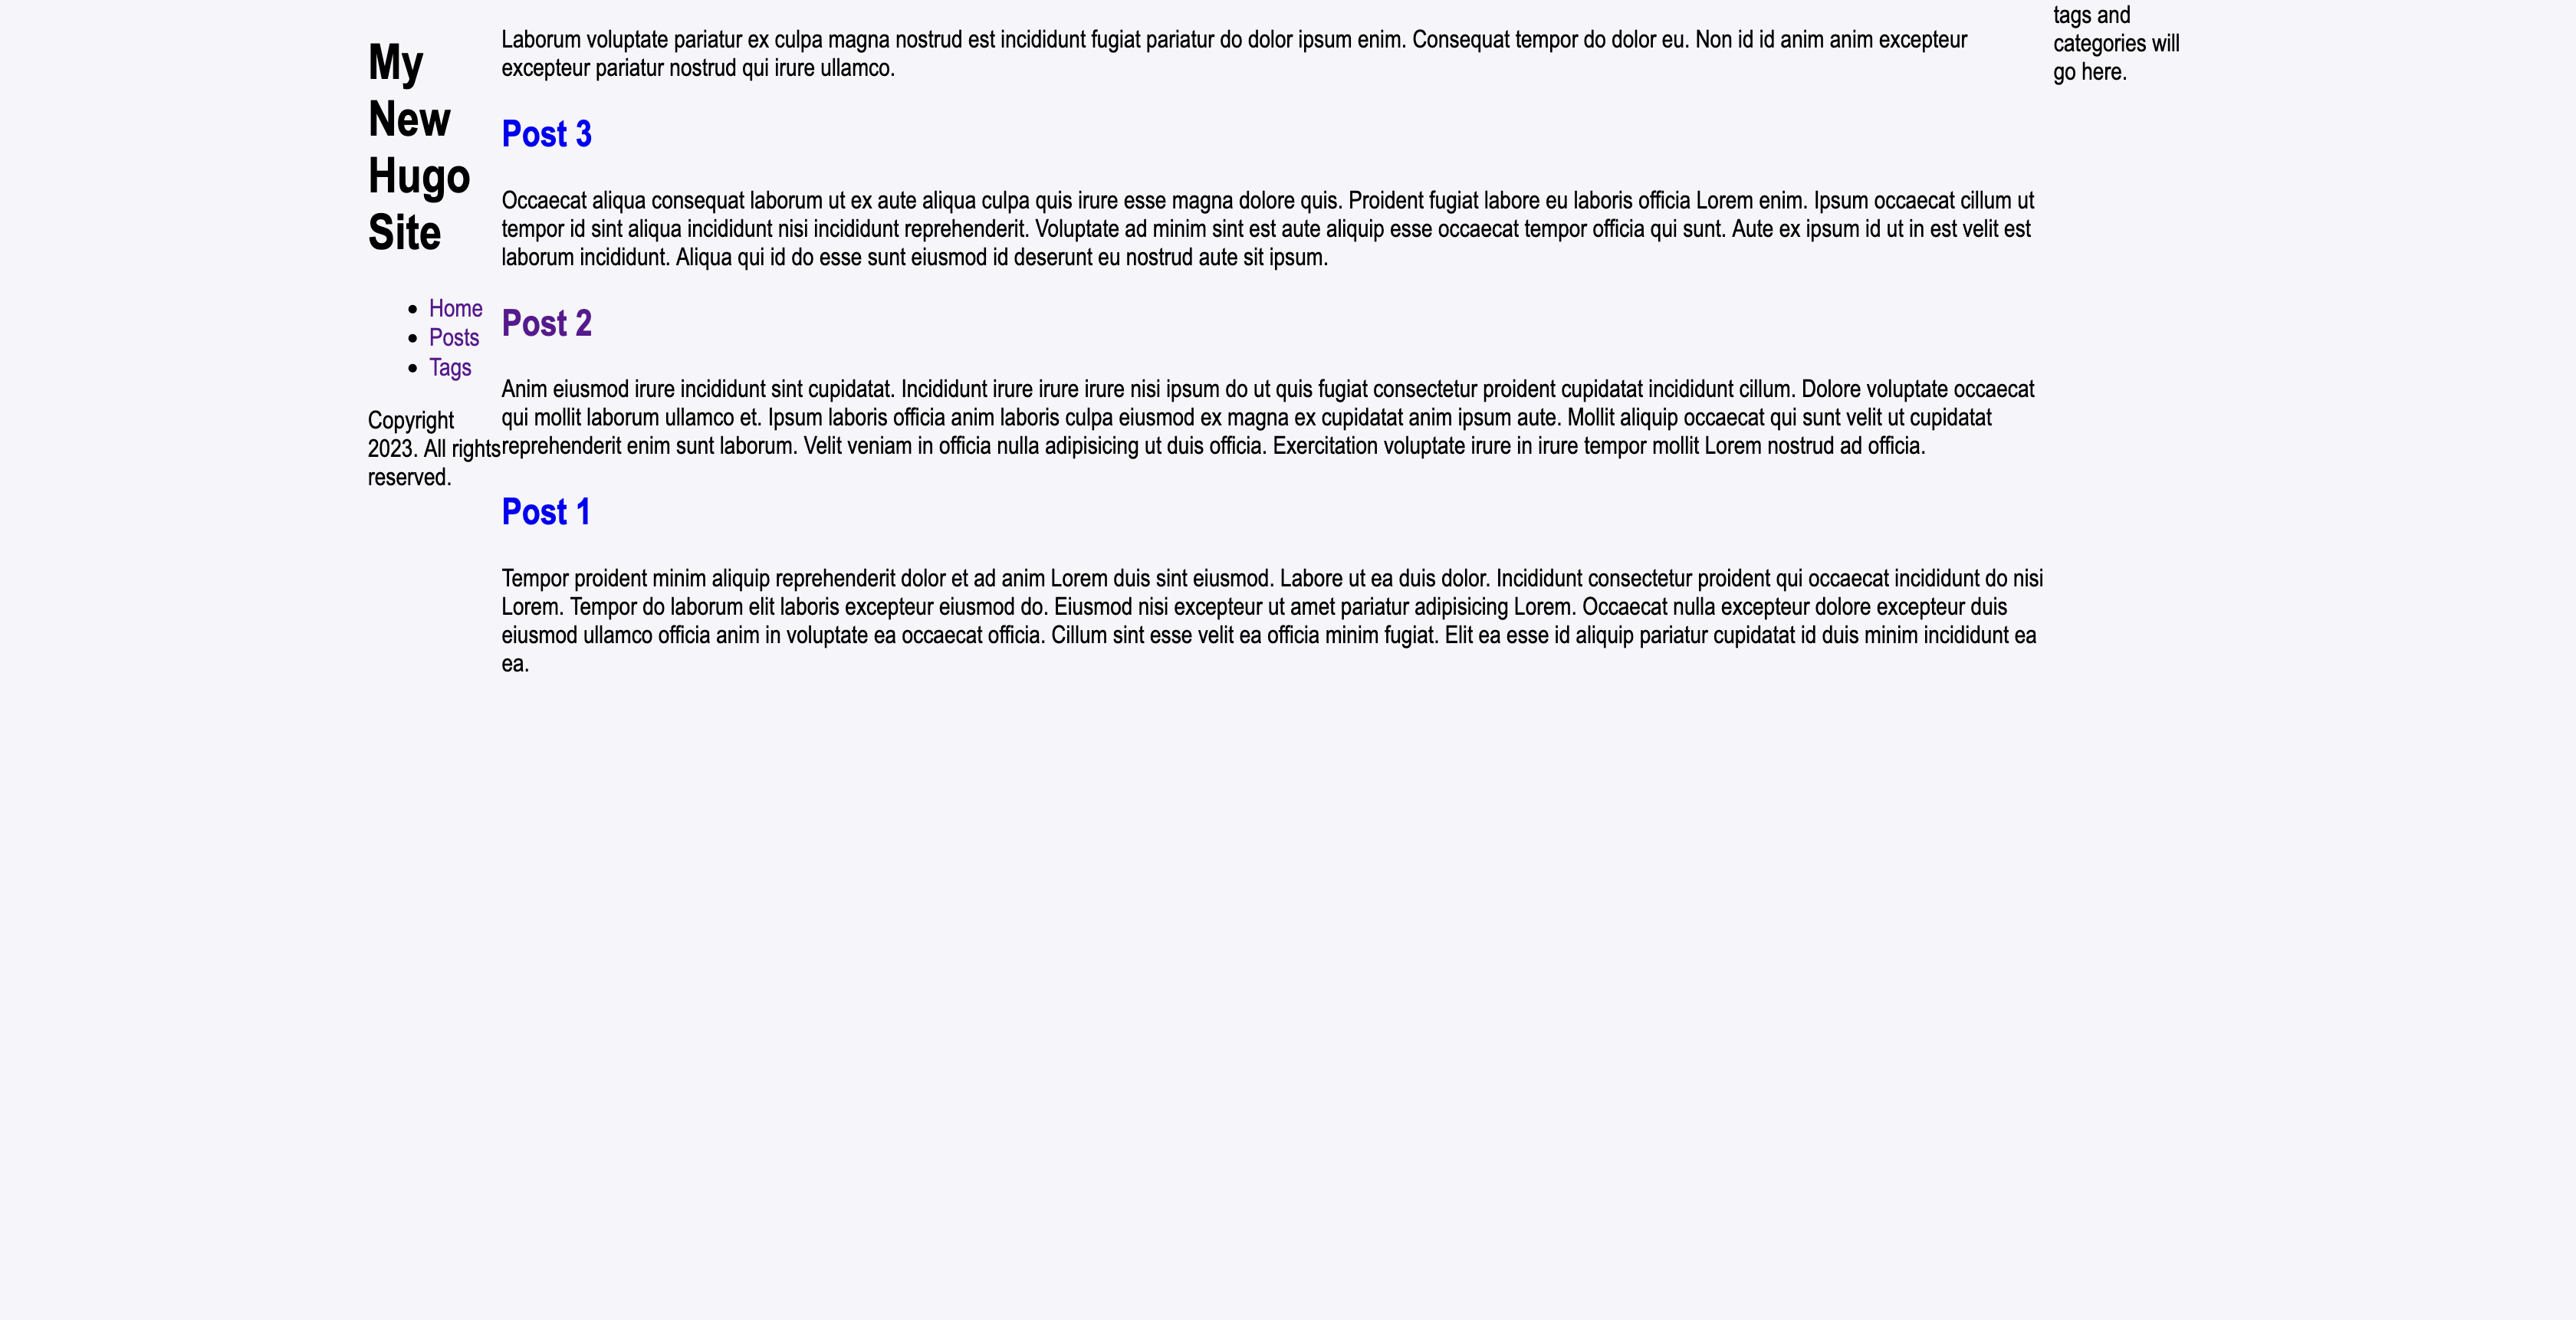 My
New
Hugo
Site
Home
Posts
Tags
Copyright
2023. All rights
reserved.
Laborum voluptate pariatur ex culpa magna nostrud est incididunt fugiat pariatur do dolor ipsum enim. Consequat tempor do dolor eu. Non id id anim anim excepteur
excepteur pariatur nostrud qui irure ullamco.
Post 3
Occaecat aliqua consequat laborum ut ex aute aliqua culpa quis irure esse magna dolore quis. Proident fugiat labore eu laboris officia Lorem enim. Ipsum occaecat cillum ut
tempor id sint aliqua incididunt nisi incididunt reprehenderit. Voluptate ad minim sint est aute aliquip esse occaecat tempor officia qui sunt. Aute ex ipsum id ut in est velit est
laborum incididunt. Aliqua qui id do esse sunt eiusmod id deserunt eu nostrud aute sit ipsum.
Post 2
Anim eiusmod irure incididunt sint cupidatat. Incididunt irure irure irure nisi ipsum do ut quis fugiat consectetur proident cupidatat incididunt cillum. Dolore voluptate occaecat
qui mollit laborum ullamco et. Ipsum laboris officia anim laboris culpa eiusmod ex magna ex cupidatat anim ipsum aute. Mollit aliquip occaecat qui sunt velit ut cupidatat
reprehenderit enim sunt laborum. Velit veniam in officia nulla adipisicing ut duis officia. Exercitation voluptate irure in irure tempor mollit Lorem nostrud ad officia.
Post 1
Tempor proident minim aliquip reprehenderit dolor et ad anim Lorem duis sint eiusmod. Labore ut ea duis dolor. Incididunt consectetur proident qui occaecat incididunt do nisi
Lorem. Tempor do laborum elit laboris excepteur eiusmod do. Eiusmod nisi excepteur ut amet pariatur adipisicing Lorem. Occaecat nulla excepteur dolore excepteur duis
eiusmod ullamco officia anim in voluptate ea occaecat officia. Cillum sint esse velit ea officia minim fugiat. Elit ea esse id aliquip pariatur cupidatat id duis minim incididunt ea
ea.
tags and
categories will
go here.